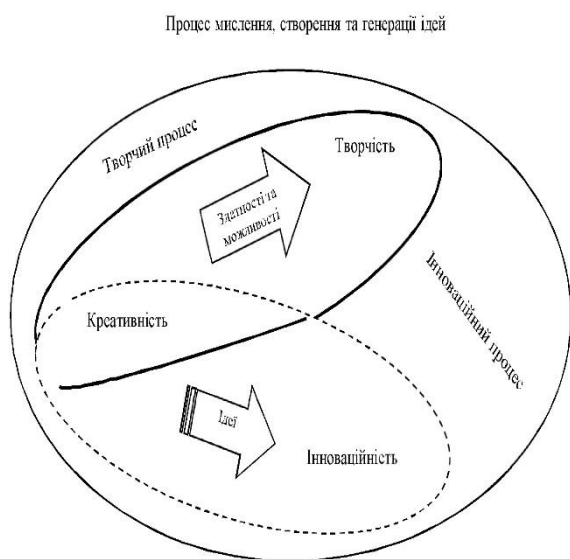 Процес мислення, створення та генерації ідей
Творчий процес
Творчість
Здатності та
можливості
Інноваційний процес
Креативність
Ідеї
Інноваційність